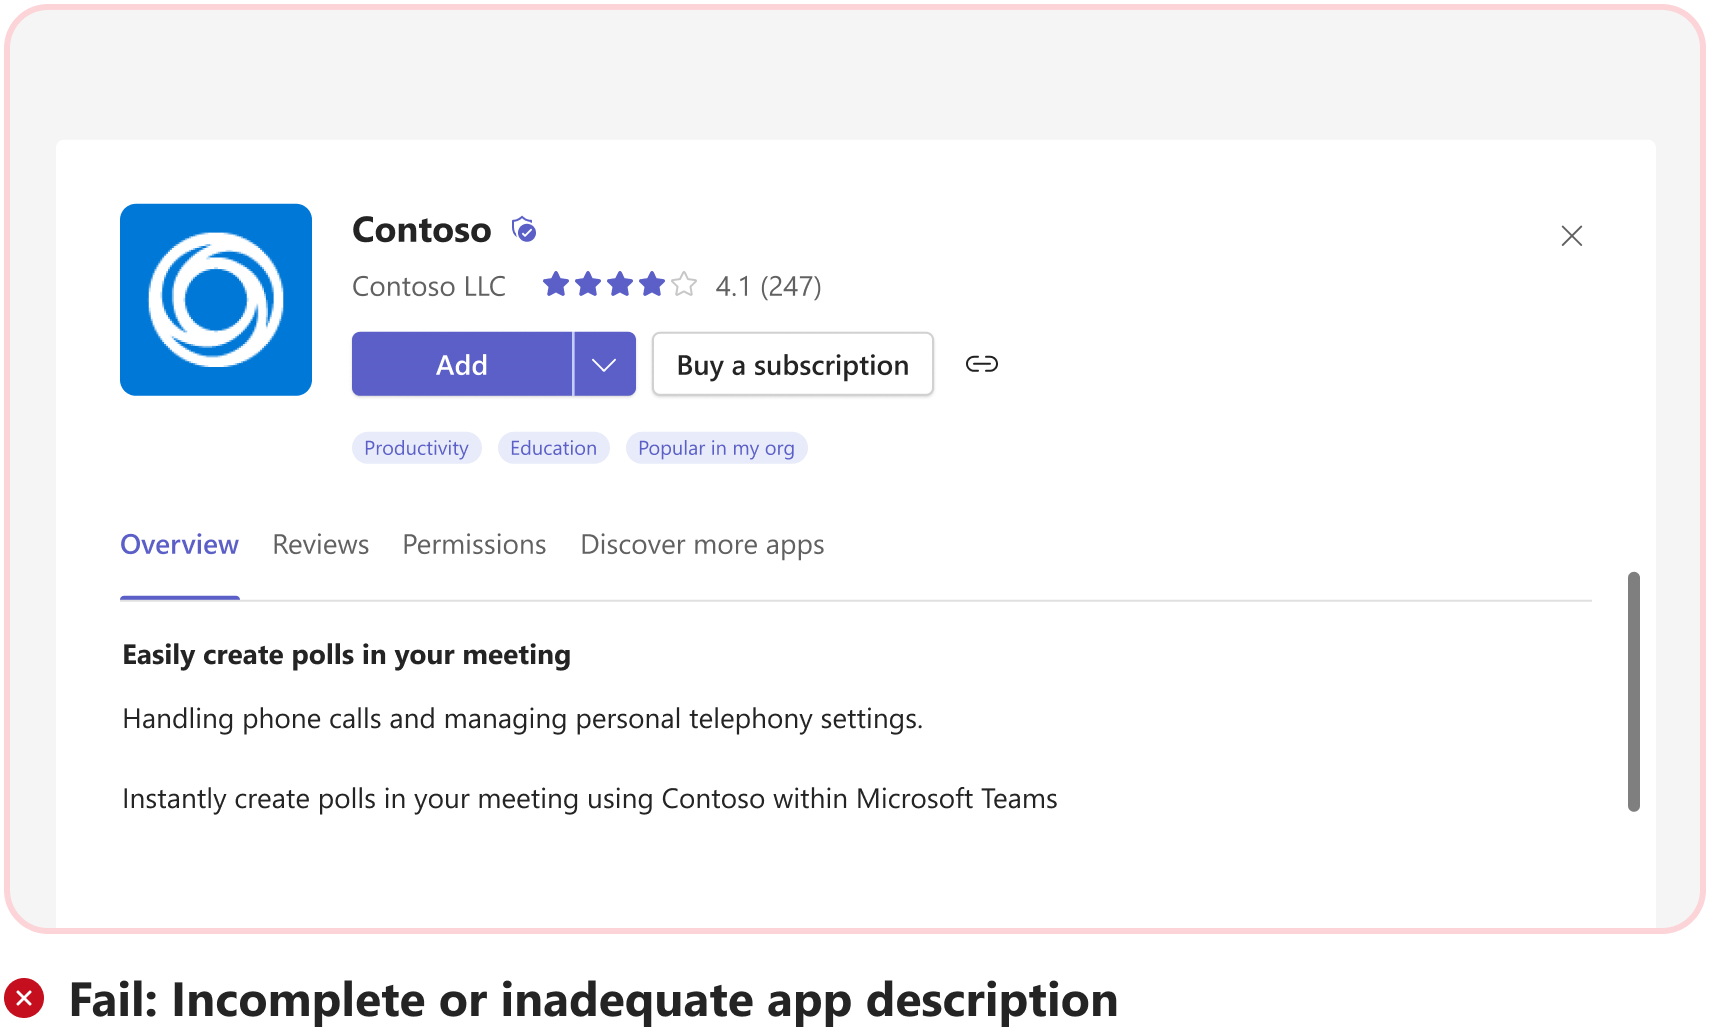 Contoso
Contoso LLC 4.1 (247)
Add Buy a subscription
Productivity Education Popular in my org
Overview Reviews Permissions Discover more apps
Easily create polls in your meeting
Handling phone calls and managing personal telephony settings.
Instantly create polls in your meeting using Contoso within Microsoft Teams
Fail: Incomplete or inadequate app description